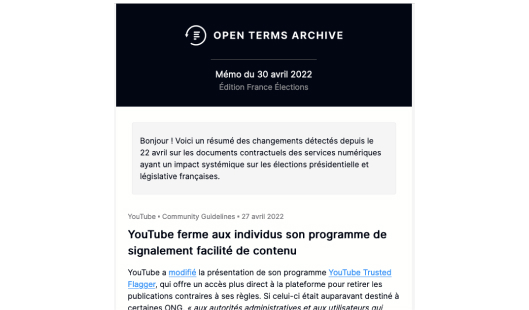 OPEN TERMS ARCHIVE
Mémo du 30 avril 2022
Édition France Élections
Bonjour ! Voici un résumé des changements détectés depuis le
22 avril sur les documents contractuels des services numériques
ayant un impact systémique sur les élections présidentielle et
législative françaises.
YouTube • Community Guidelines • 27 avril 2022
YouTube ferme aux individus son programme de
signalement facilité de contenu
YouTube a modifié la présentation de son programme YouTube Trusted
Flagger, qui offre un accès plus direct à la plateforme pour retirer les
publications contraires à ses règles. Si celui-ci était auparavant destiné à
certaines ONG, « aux autorités administratives et aux utilisateurs qui